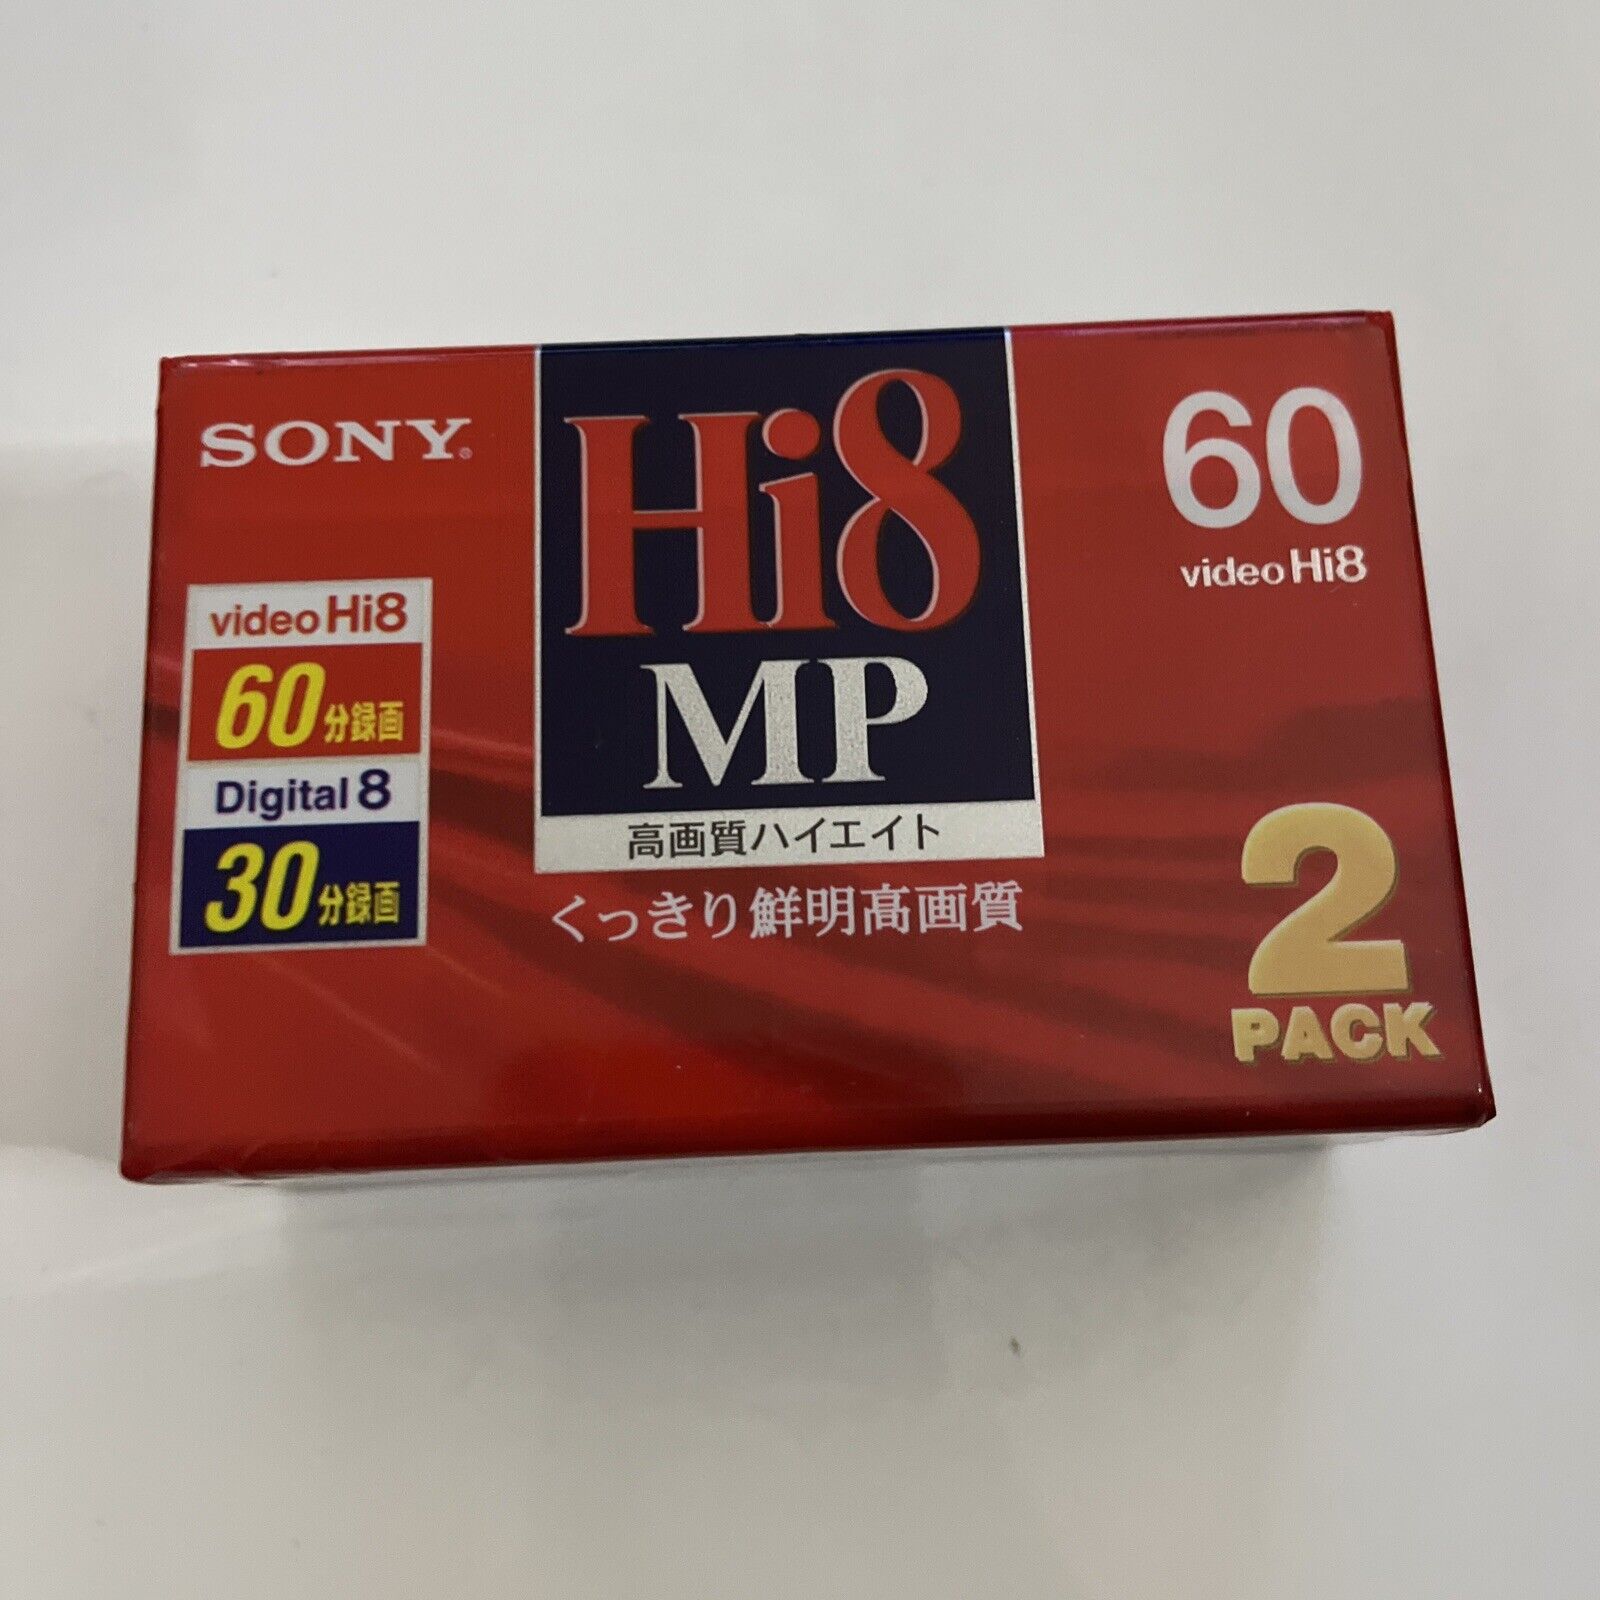 SONY®
Hi8
MP
高画質ハイエイト
くっきり鮮明高画質
60
video Hi8
video Hi8
60分録画
Digital 8
30分録画
2
PACK